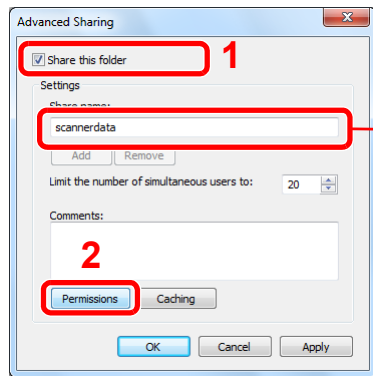 Advanced Sharing
Share this folder
1
Settings
Share name:
scannerdata
Add Remove
Limit the number of simultaneous users to: 20
Comments:
2
Permissions Caching
OK Cancel Apply